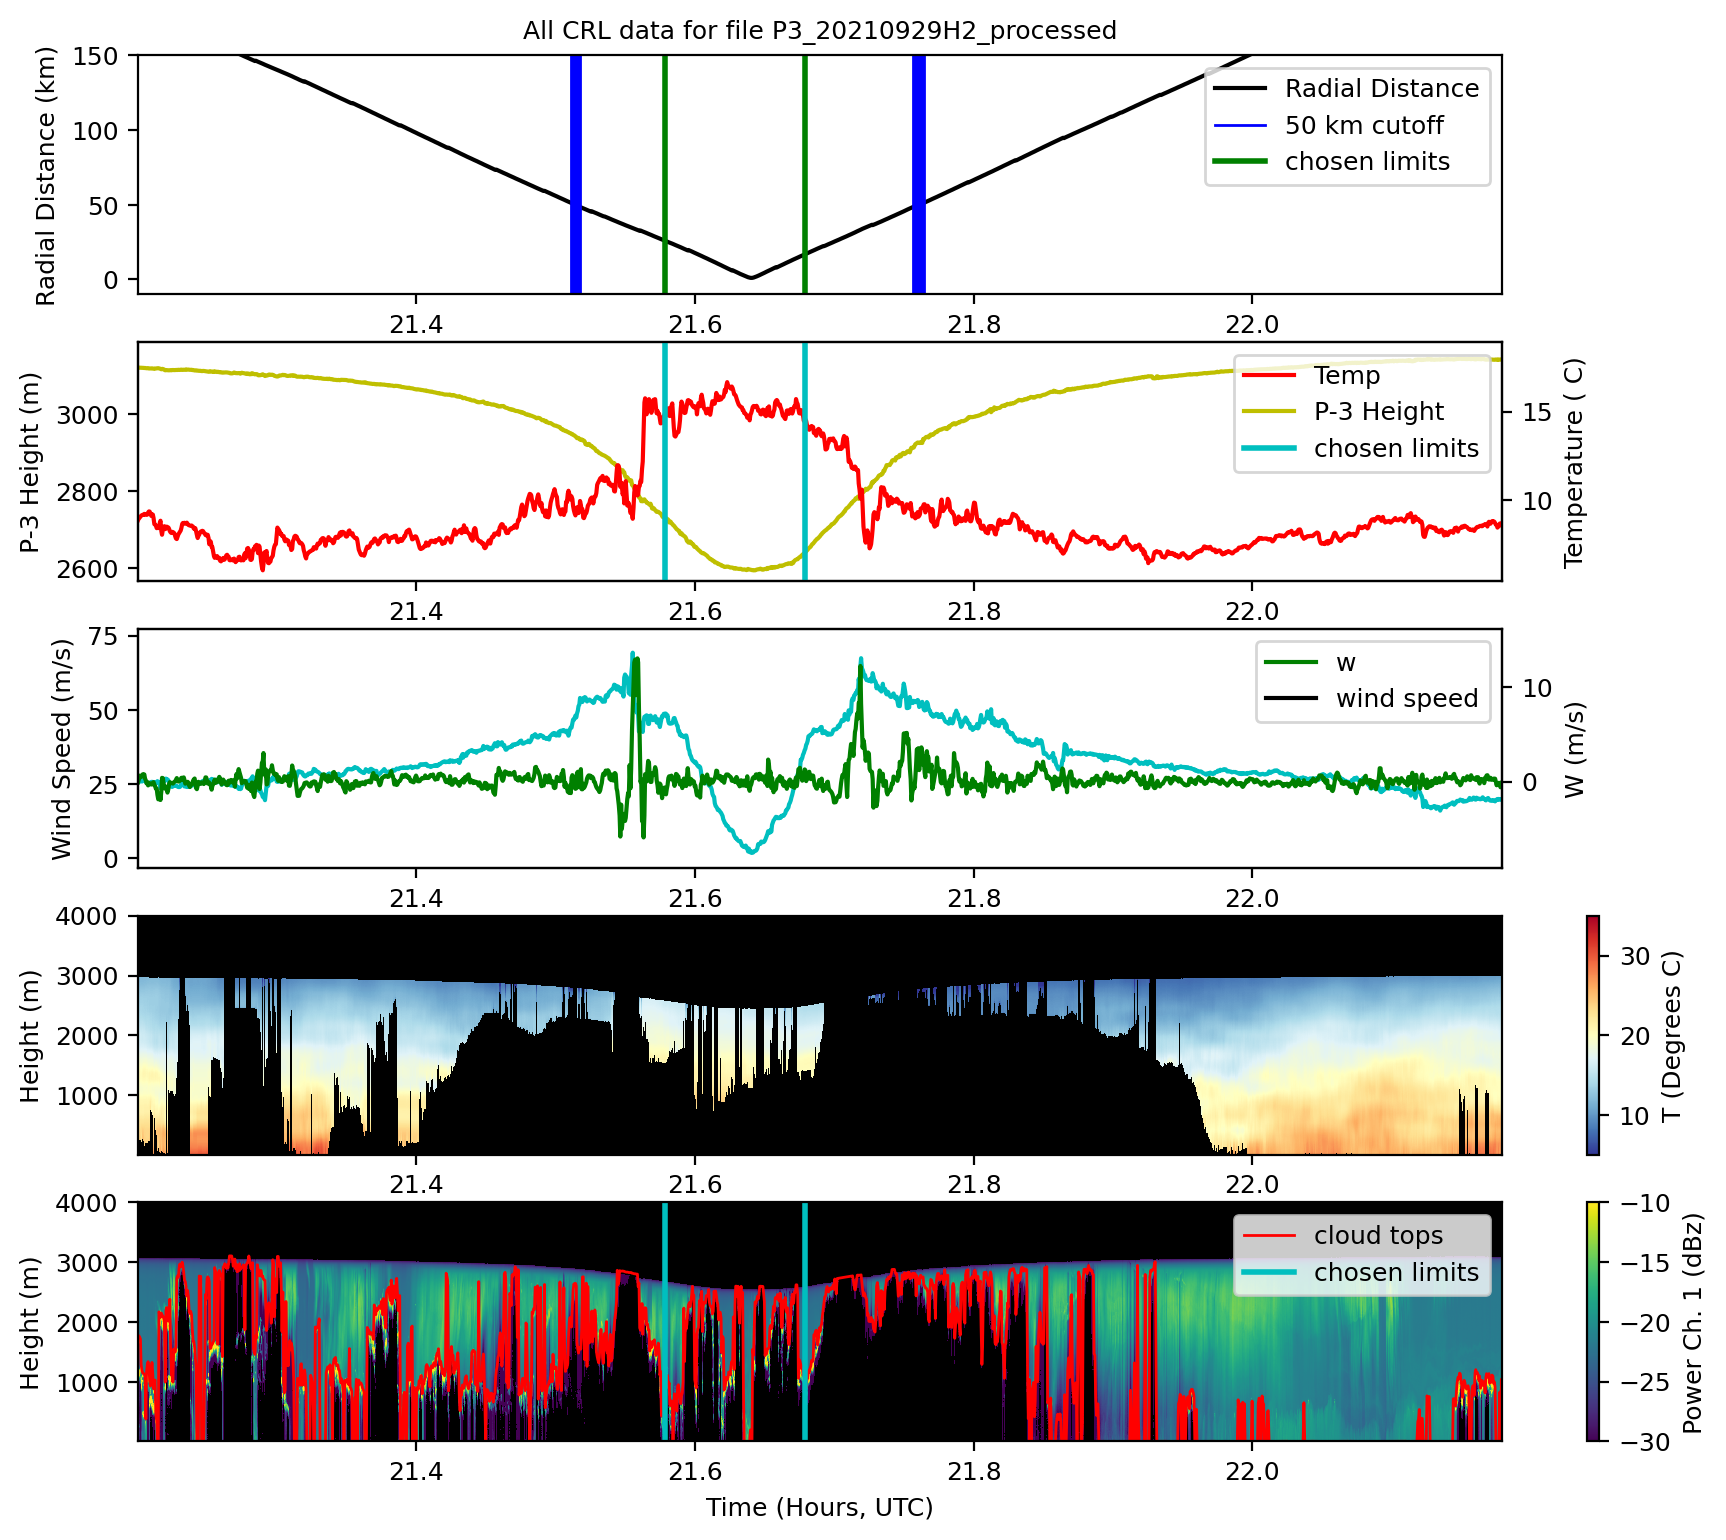 All CRL data for file P3_20210929H2_processed
Radial Distance (km)
150
100
50
0
Radial Distance
50 km cutoff
chosen limits
21.4
21.6
21.8
22.0
P-3 Height (m)
3000
2800
2600
Temp
P-3 Height
chosen limits
15
10
Temperature ( C)
21.4
21.6
21.8
22.0
Wind Speed (m/s)
75
50
25
0
w
wind speed
10
0
W (m/s)
21.4
21.6
21.8
22.0
Height (m)
4000
3000
2000
1000
30
20
10
T (Degrees C)
21.4
21.6
21.8
22.0
Height (m)
4000
3000
2000
1000
cloud tops
chosen limits
−10
−15
−20
−25
−30
Power Ch. 1 (dBz)
21.4
21.6
21.8
22.0
Time (Hours, UTC)